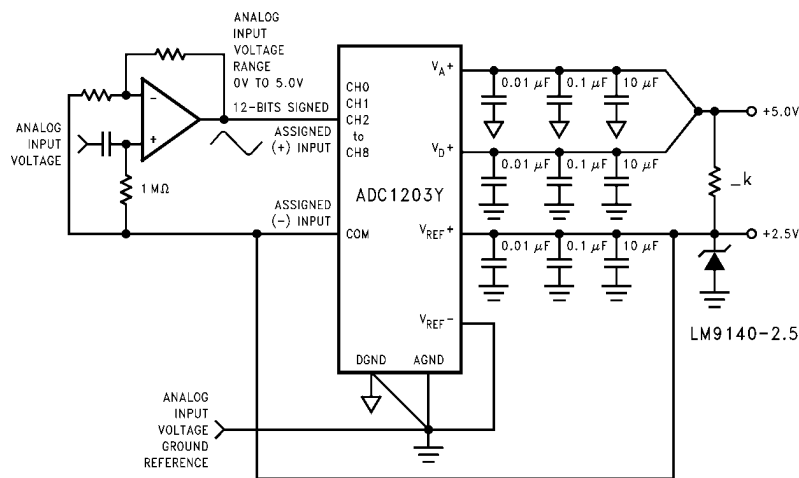 ANALOG
INPUT
VOLTAGE
RANGE
0V TO 5.0V
12-BITS SIGNED
ASSIGNED
(+) INPUT
ANALOG
INPUT
VOLTAGE
-
+
1 MΩ
ASSIGNED
(-) INPUT
CH0
CH1
CH2
to
CH8
ADC1203Y
COM
VA+
VD+
VREF+
VREF-
DGND
AGND
0.01 µF
0.1 µF
10 µF
0.01 µF
0.1 µF
10 µF
0.01 µF
0.1 µF
10 µF
+5.0V
_k
+2.5V
LM9140-2.5
ANALOG
INPUT
VOLTAGE
GROUND
REFERENCE